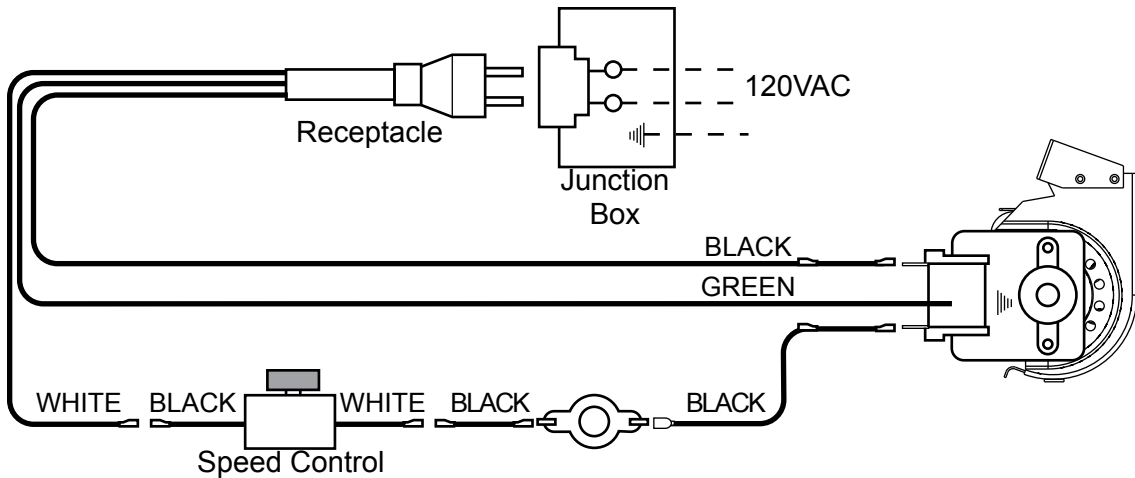 120VAC
Receptacle
Junction
Box
BLACK
GREEN
WHITE BLACK WHITE BLACK BLACK
Speed Control